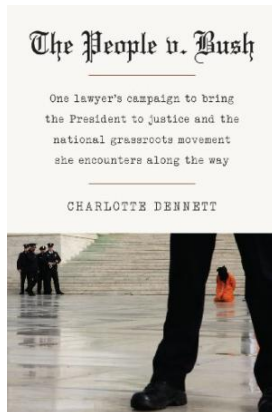 The People v. Bush
One lawyer's campaign to bring
the President to justice and the
national grassroots movement
she encounters along the way
CHARLOTTE DENNETT